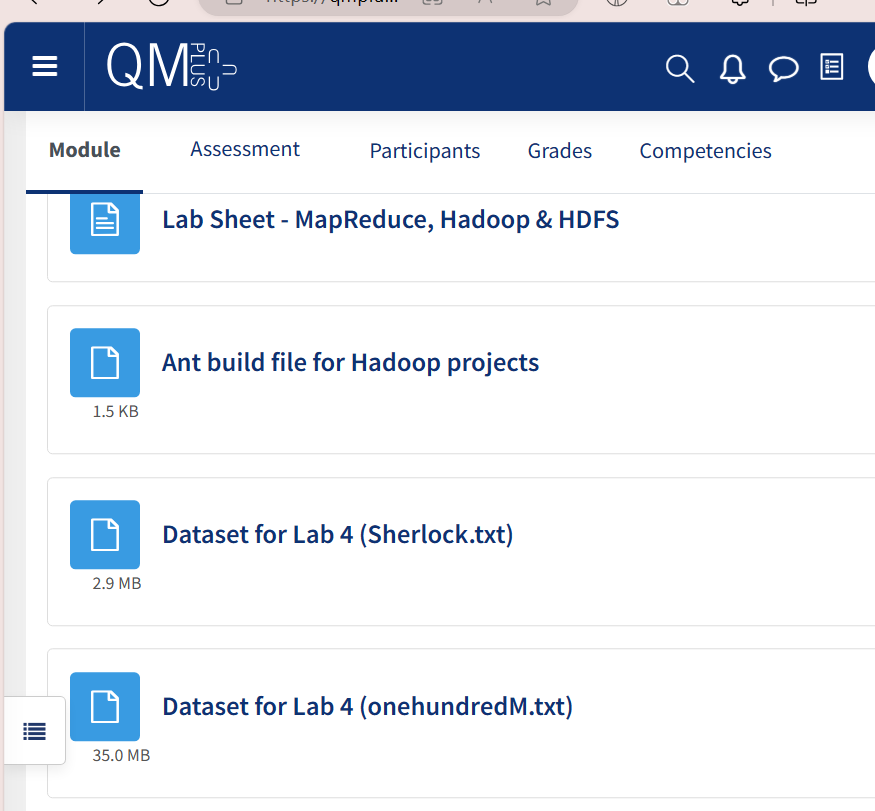 QM PLUS
Module Assessment Participants Grades Competencies
Lab Sheet - MapReduce, Hadoop & HDFS
Ant build file for Hadoop projects
1.5 KB
Dataset for Lab 4 (Sherlock.txt)
2.9 MB
Dataset for Lab 4 (onehundredM.txt)
35.0 MB